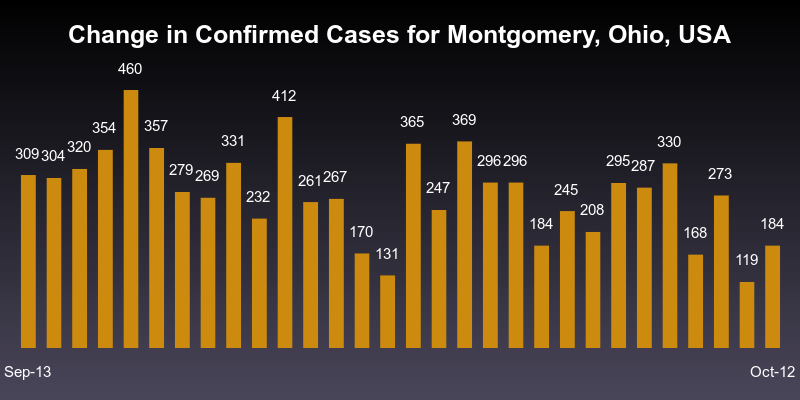 Change in Confirmed Cases for Montgomery, Ohio, USA
309 304 320 354 460 357 279 269 331 232 412 261 267 170 131 365 247 369 296 296 184 245 208 295 287 330 168 273 119 184
Sep-13 Oct-12